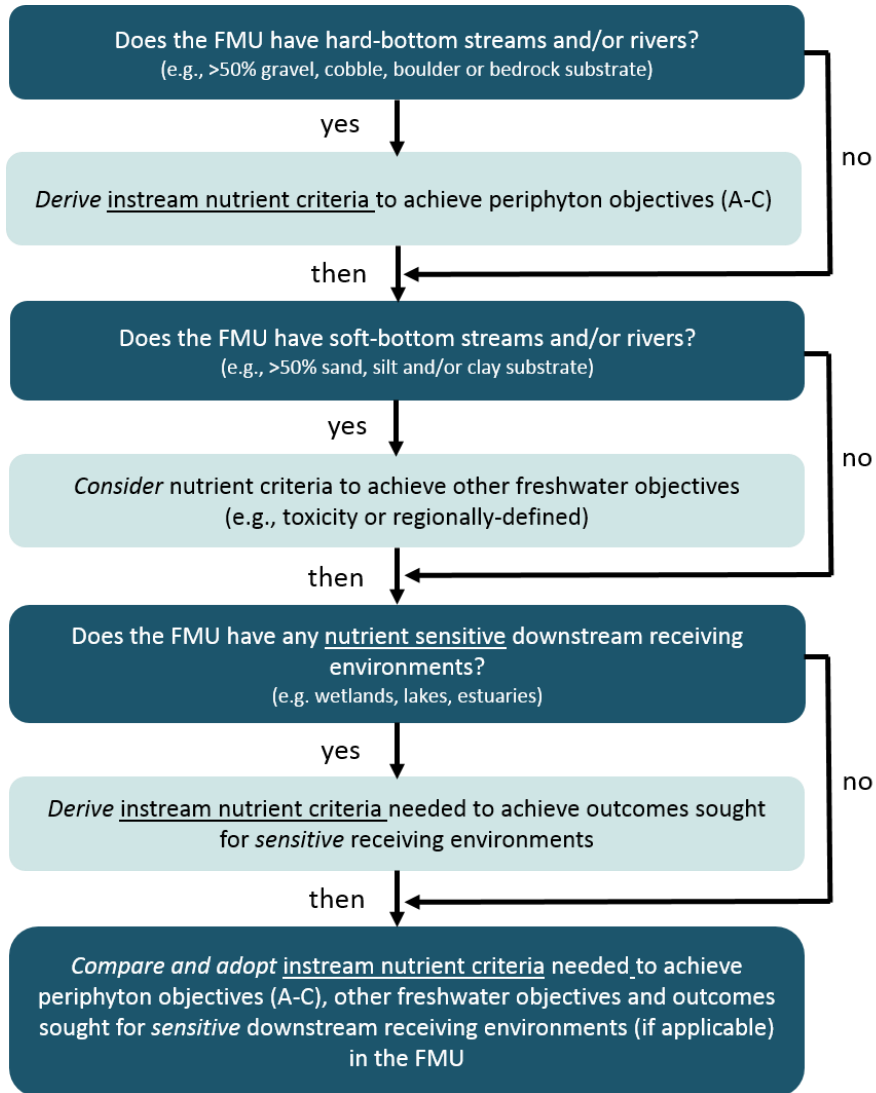 Does the FMU have hard-bottom streams and/or rivers?
(e.g., >50% gravel, cobble, boulder or bedrock substrate)
yes
no
Derive instream nutrient criteria to achieve periphyton objectives (A-C)
then
Does the FMU have soft-bottom streams and/or rivers?
(e.g., >50% sand, silt and/or clay substrate)
yes
no
Consider nutrient criteria to achieve other freshwater objectives
(e.g., toxicity or regionally-defined)
then
Does the FMU have any nutrient sensitive downstream receiving
environments?
(e.g. wetlands, lakes, estuaries)
yes
no
Derive instream nutrient criteria needed to achieve outcomes sought
for sensitive receiving environments
then
Compare and adopt instream nutrient criteria needed to achieve
periphyton objectives (A-C), other freshwater objectives and outcomes
sought for sensitive downstream receiving environments (if applicable)
in the FMU